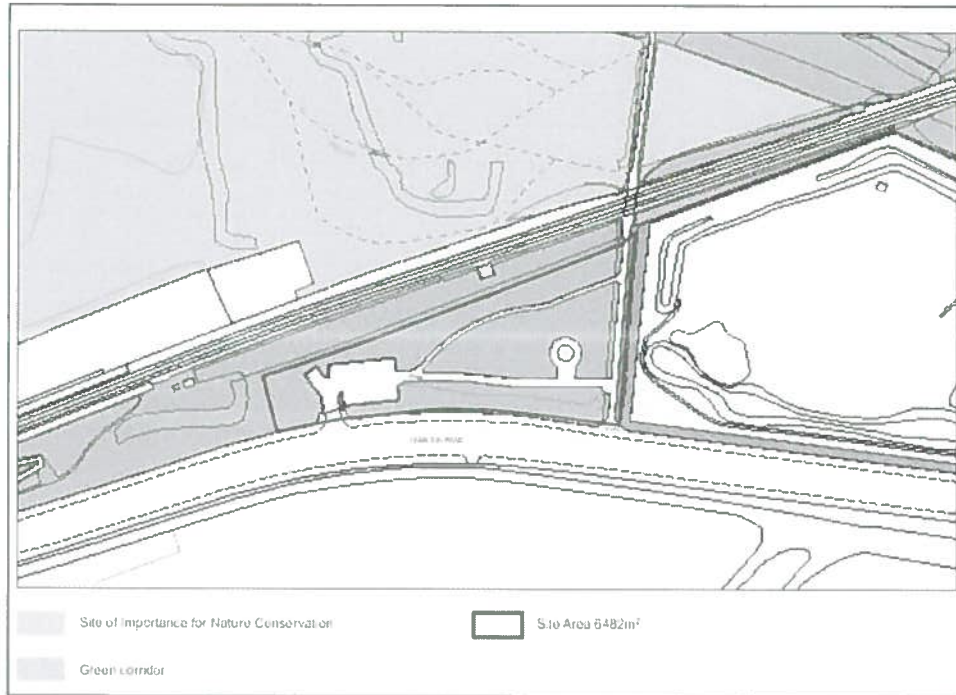 Site of Importance for Nature Conservation
Site Area 6482m²
Green corridor